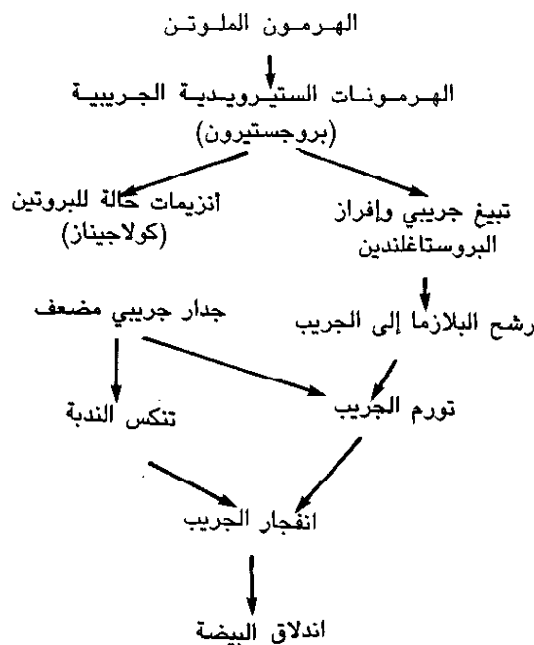 الهرمون الملوتن
الهرمونات الستيرويدية الجريبية
(بروجستيرون)
تبيغ جريبي وإفراز
البروستاغلندين
أنزيمات حالة للبروتين
(كولاجيناز)
رشح البلازما إلى الجريب
جدار جريبي مضعف
تورم الجريب
تنكس الندبة
انفجار الجريب
اندلاق البيضة